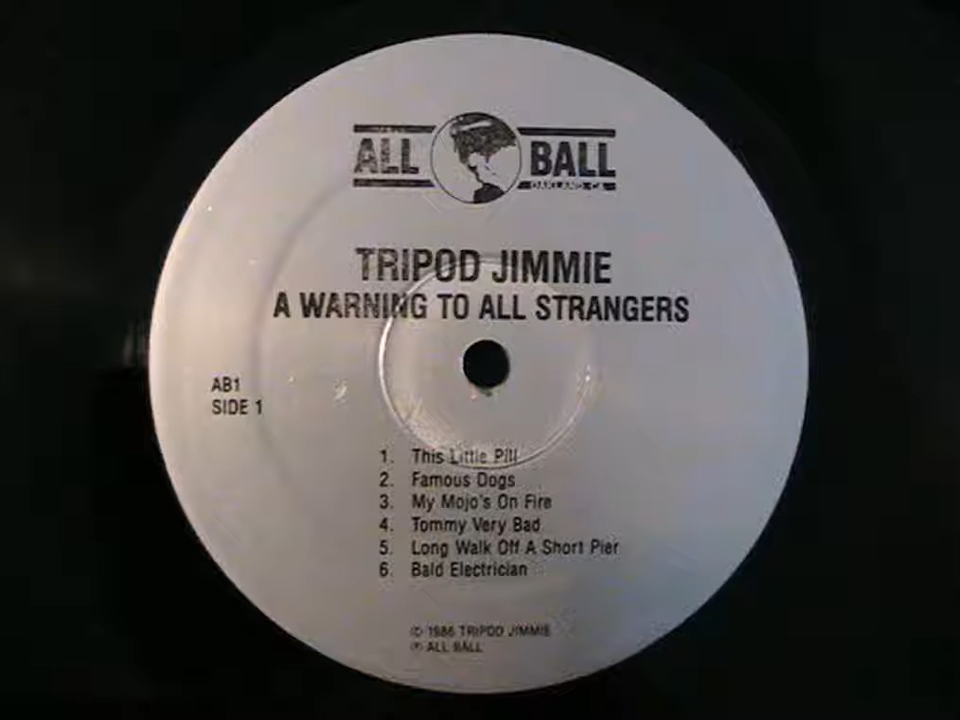 ALL BALL
OAKLAND, CA
TRIPOD JIMMIE
A WARNING TO ALL STRANGERS
AB1
SIDE 1
1. This Little Pill
2. Famous Dogs
3. My Mojo's On Fire
4. Tommy Very Bad
5. Long Walk Off A Short Pier
6. Bald Electrician
© 1986 TRIPOD JIMMIE
℗ ALL BALL